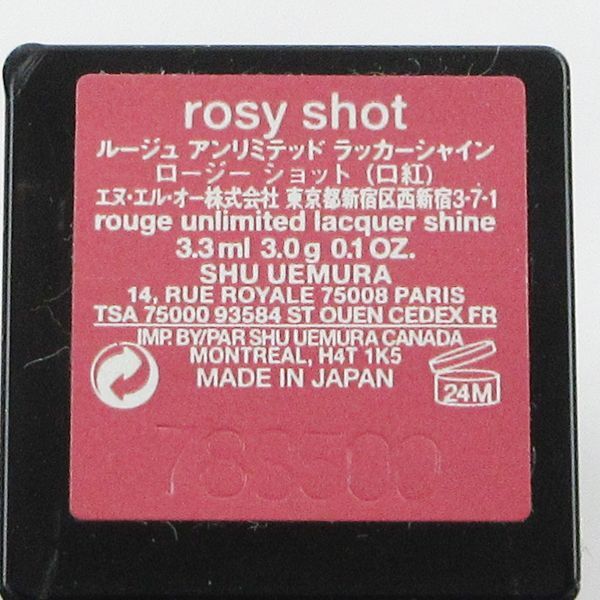 rosy shot
ルージュ アンリミテッド ラッカーシャイン
ロージー ショット (口紅)
エヌ・エル・オー株式会社 東京都新宿区西新宿3-7-1
rouge unlimited lacquer shine
3.3 ml 3.0 g 0.1 OZ.
SHU UEMURA
14, RUE ROYALE 75008 PARIS
TSA 75000 93584 ST OUEN CEDEX FR
IMP. BY/PAR SHU UEMURA CANADA
MONTREAL, H4T 1K5
MADE IN JAPAN
24M